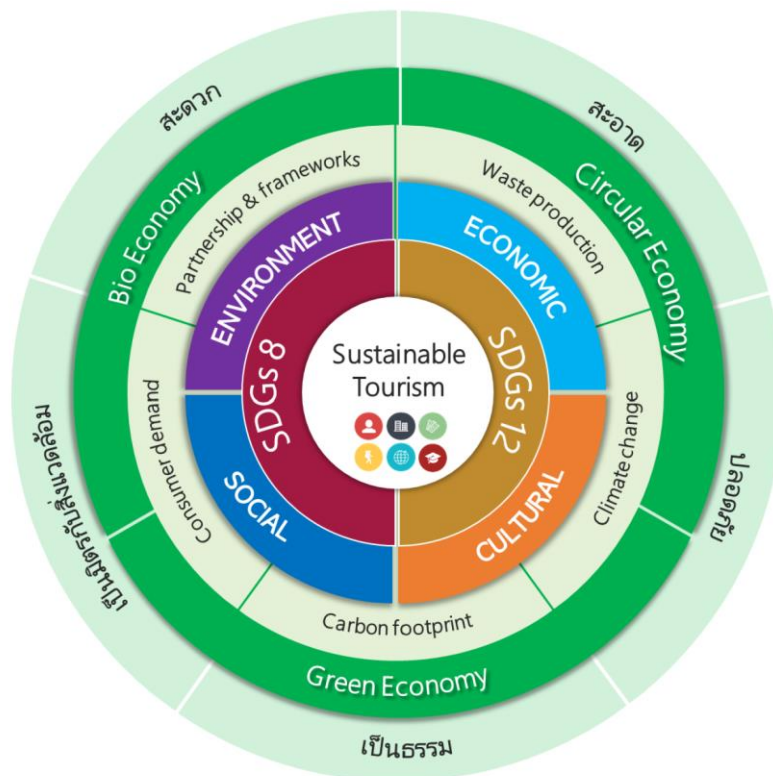 สะดวก
สะอาด
ปลอดภัย
เป็นธรรม
เป็นมิตรกับสิ่งแวดล้อม
Bio Economy
Circular Economy
Green Economy
Partnership & frameworks
Waste production
Climate change
Carbon footprint
Consumer demand
ENVIRONMENT
ECONOMIC
CULTURAL
SOCIAL
SDGs 8
SDGs 12
Sustainable
Tourism